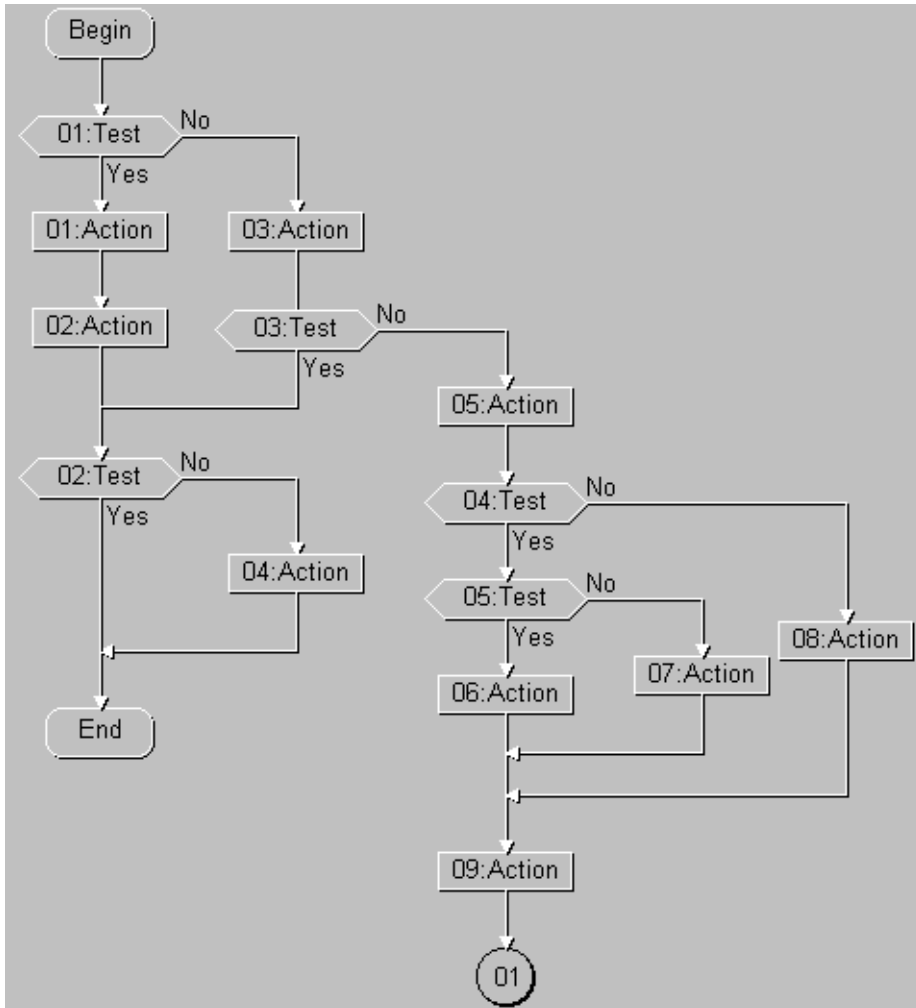 Begin
01:Test
No
Yes
01:Action
03:Action
02:Action
03:Test
No
Yes
05:Action
02:Test
No
Yes
04:Test
No
Yes
04:Action
05:Test
No
Yes
08:Action
06:Action
07:Action
End
09:Action
01